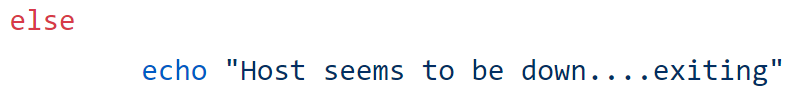 else
echo "Host seems to be down....exiting"